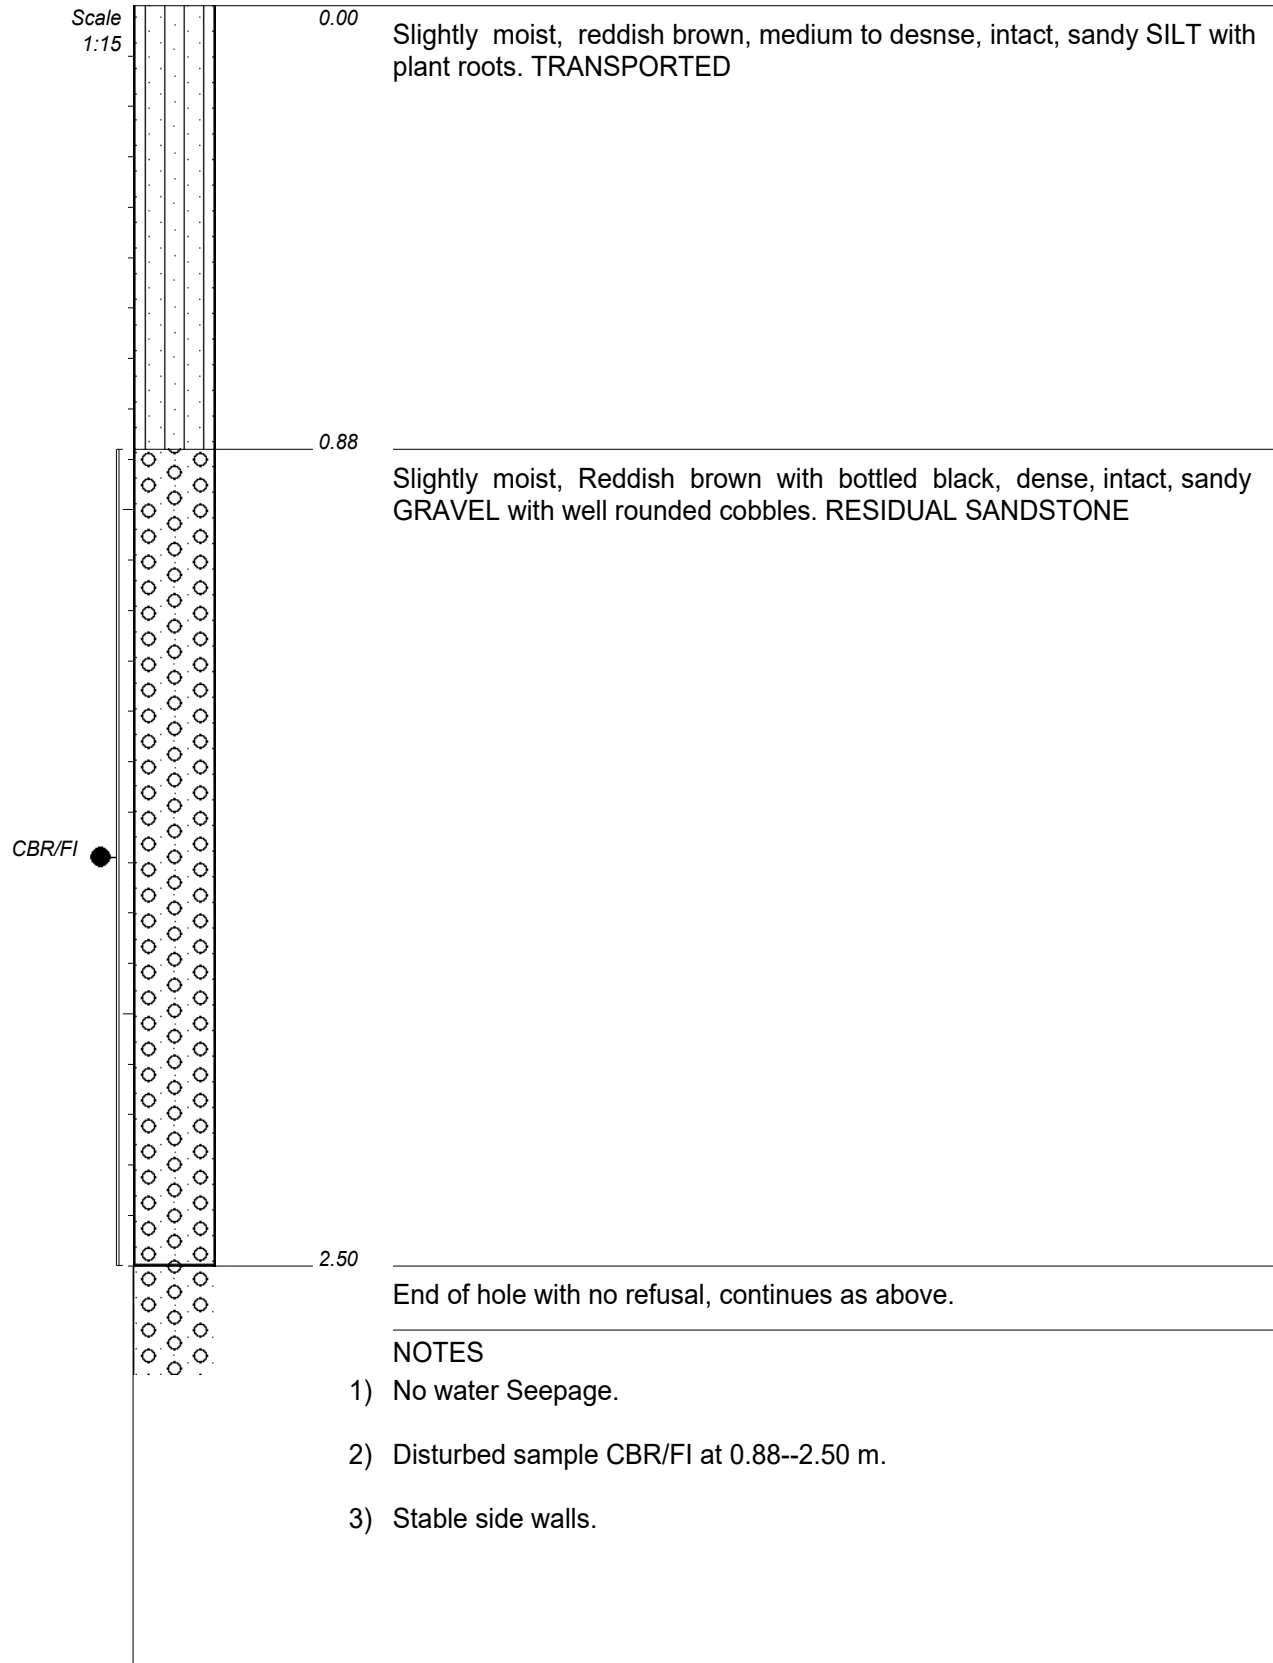 Scale
1:15
0.00
Slightly moist, reddish brown, medium to desnse, intact, sandy SILT with
plant roots. TRANSPORTED
0.88
Slightly moist, Reddish brown with bottled black, dense, intact, sandy
GRAVEL with well rounded cobbles. RESIDUAL SANDSTONE
CBR/FI
2.50
End of hole with no refusal, continues as above.
NOTES
1) No water Seepage.
2) Disturbed sample CBR/FI at 0.88--2.50 m.
3) Stable side walls.